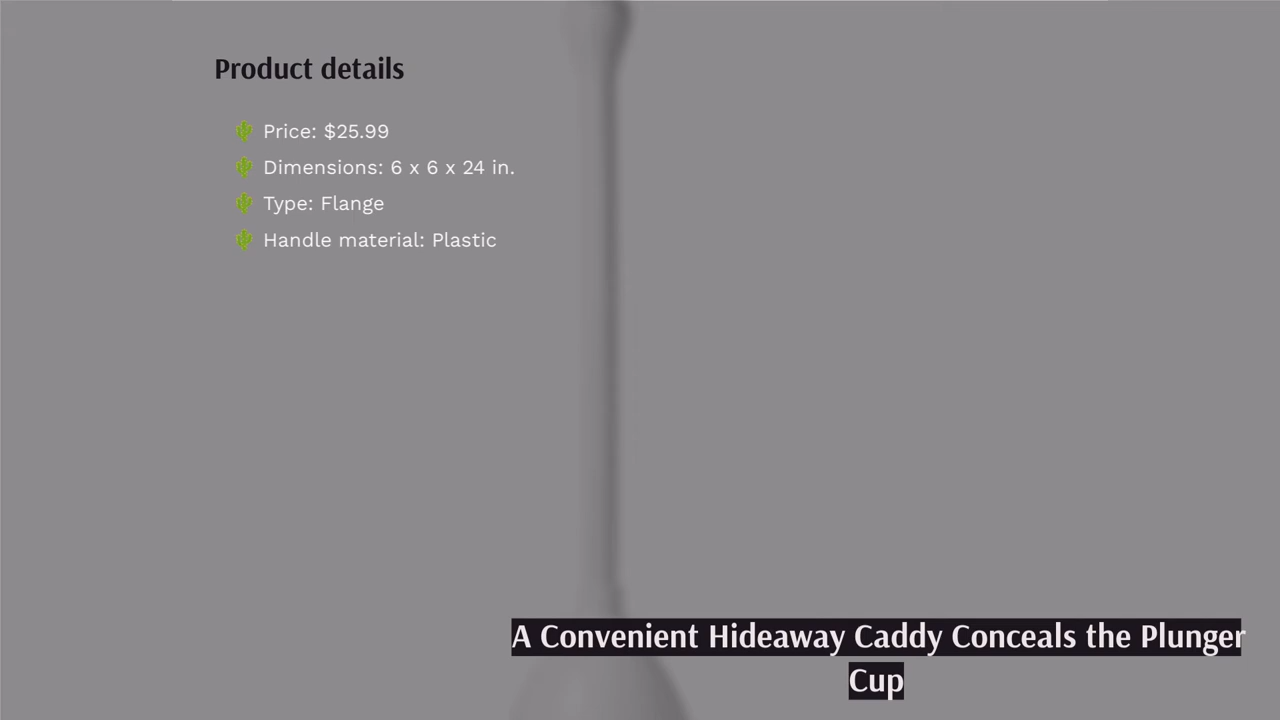 Product details
🌵 Price: $25.99
🌵 Dimensions: 6 x 6 x 24 in.
🌵 Type: Flange
🌵 Handle material: Plastic
A Convenient Hideaway Caddy Conceals the Plunger
Cup